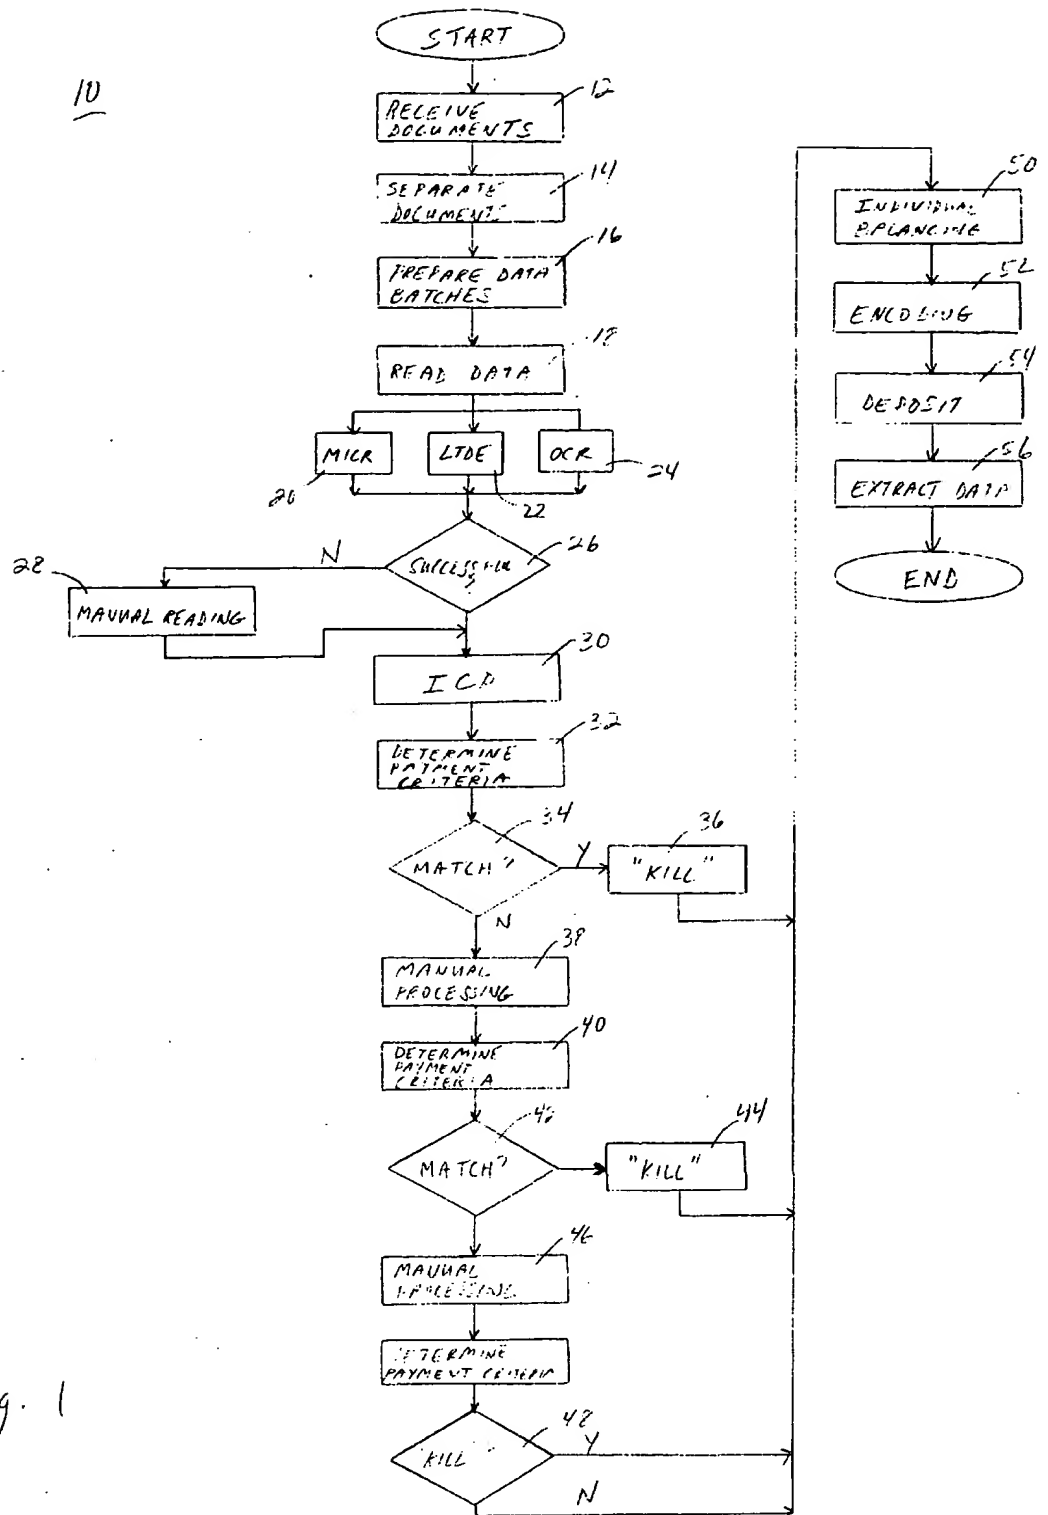 10
START
12
RECEIVE
DOCUMENTS
14
SEPARATE
DOCUMENTS
16
PREPARE DATA
BATCHES
18
READ DATA
MICR
LTDE
OCR
20
22
24
26
SUCCESSFUL
?
N
28
MANUAL READING
30
ICR
32
DETERMINE
PAYMENT
CRITERIA
34
MATCH?
Y
36
"KILL"
N
38
MANUAL
PROCESSING
40
DETERMINE
PAYMENT
CRITERIA
42
MATCH?
44
"KILL"
46
MANUAL
PROCESSING
DETERMINE
PAYMENT CRITERIA
48
"KILL"
Y
N
50
INDIVIDUAL
BALANCING
52
ENCODING
54
DEPOSIT
56
EXTRACT DATA
END
g. 1